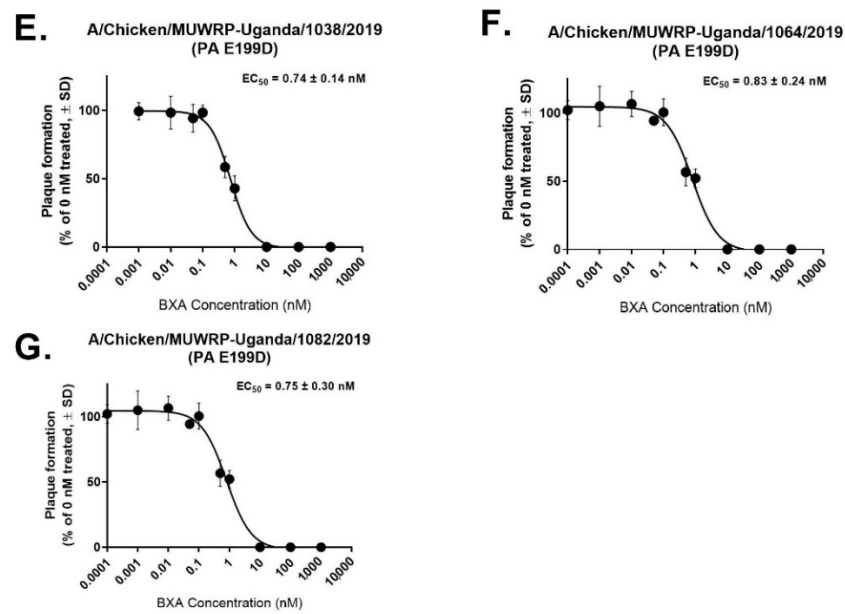 E.
A/Chicken/MUWRP-Uganda/1038/2019
(PA E199D)
EC50 = 0.74 ± 0.14 nM
Plaque formation
(% of 0 nM treated, ± SD)
100
50
0
0.0001
0.001
0.01
0.1
1
10
100
1000
10000
BXA Concentration (nM)
F.
A/Chicken/MUWRP-Uganda/1064/2019
(PA E199D)
EC50 = 0.83 ± 0.24 nM
Plaque formation
(% of 0 nM treated, ± SD)
100
50
0
0.0001
0.001
0.01
0.1
1
10
100
1000
10000
BXA Concentration (nM)
G.
A/Chicken/MUWRP-Uganda/1082/2019
(PA E199D)
EC50 = 0.75 ± 0.30 nM
Plaque formation
(% of 0 nM treated, ± SD)
100
50
0
0.0001
0.001
0.01
0.1
1
10
100
1000
10000
BXA Concentration (nM)